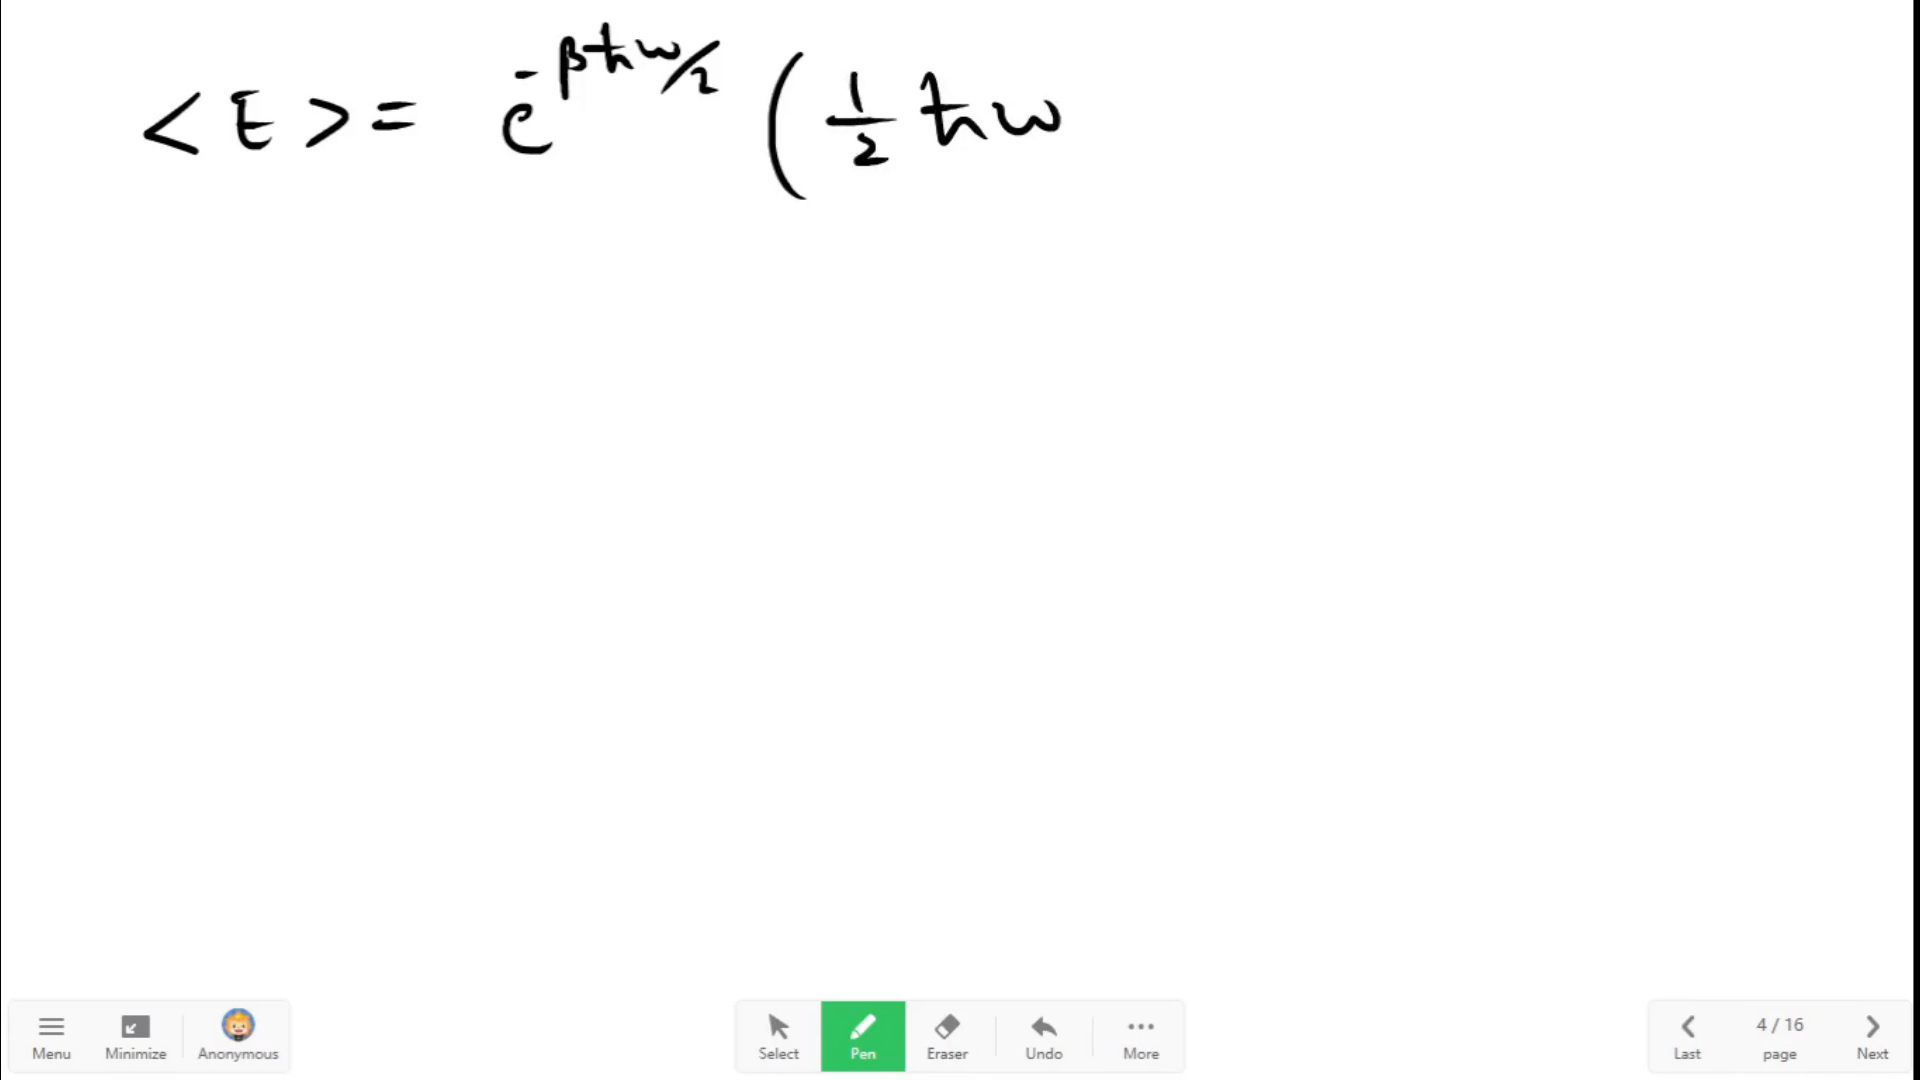 <E> = e^{-βħω/2} ( 1/2 ħω
Menu Minimize Anonymous Select Pen Eraser Undo More Last 4 / 16 page Next